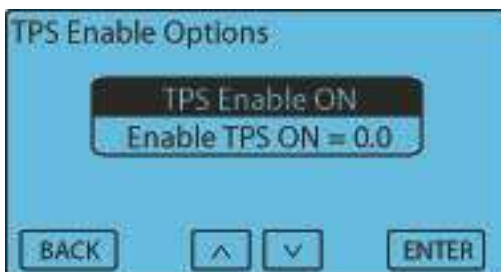 TPS Enable Options
TPS Enable ON
Enable TPS ON = 0.0
BACK
ENTER